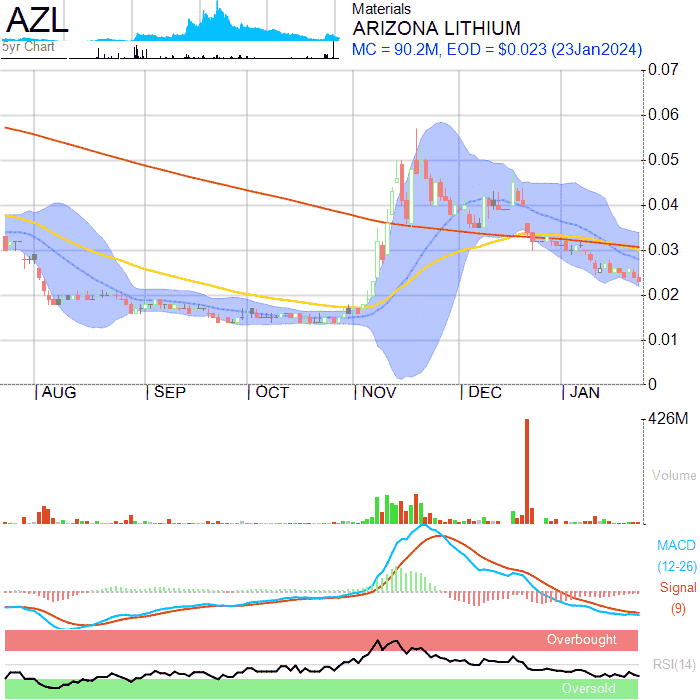 AZL
5yr Chart
Materials
ARIZONA LITHIUM
MC = 90.2M, EOD = $0.023 (23Jan2024)
0.07
0.06
0.05
0.04
0.03
0.02
0.01
0
AUG SEP OCT NOV DEC JAN
426M
Volume
MACD
(12-26)
Signal
(9)
Overbought
RSI(14)
Oversold